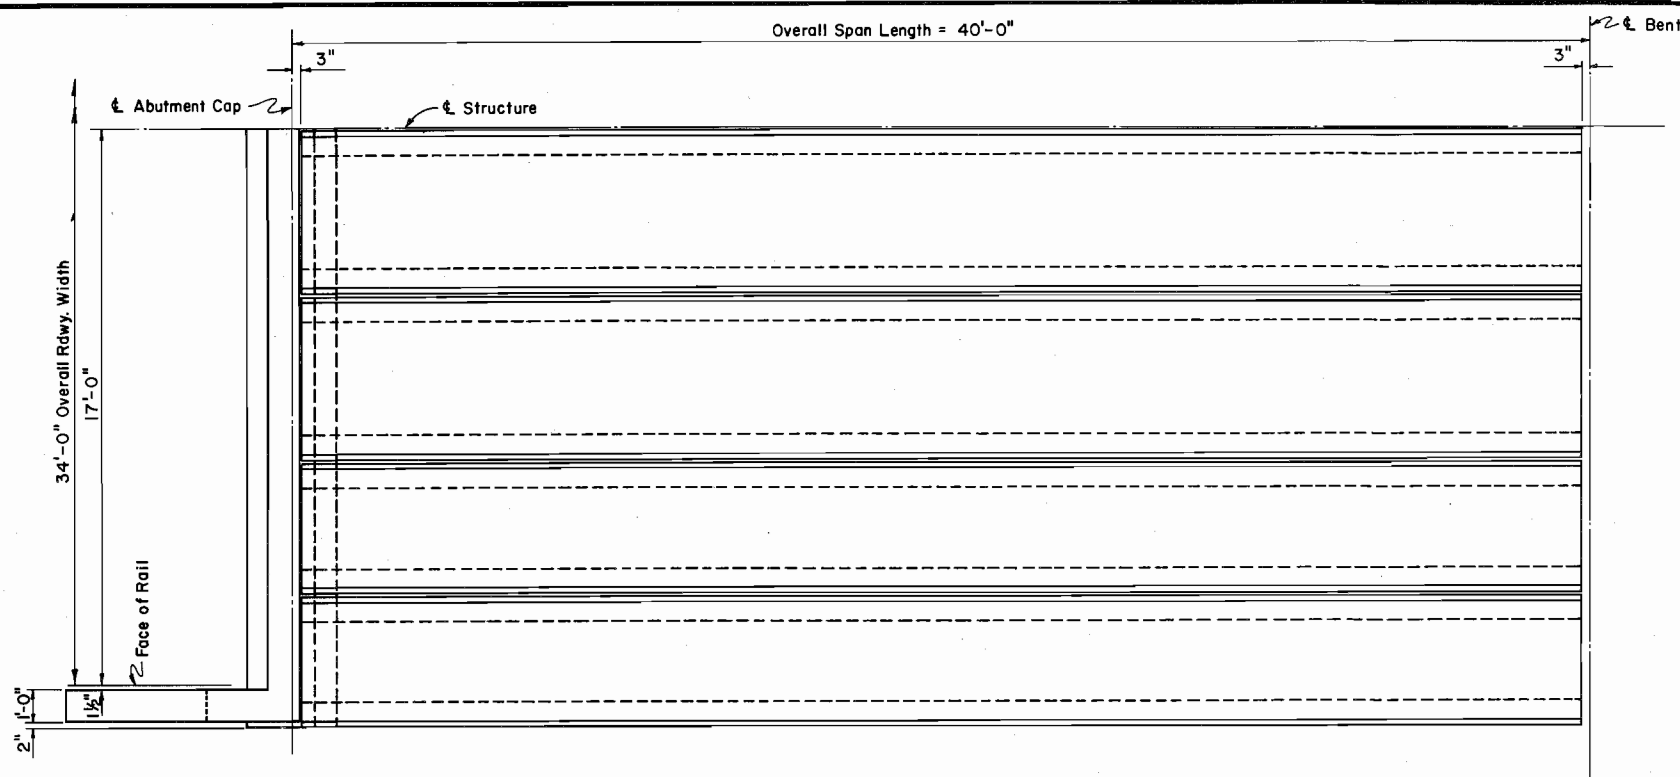 Overall Span Length = 40'-0"
℄ Bent
3"
3"
℄ Abutment Cap
℄ Structure
34'-0" Overall Rdwy. Width
17'-0"
Face of Rail
1'-0"
1½"
2"